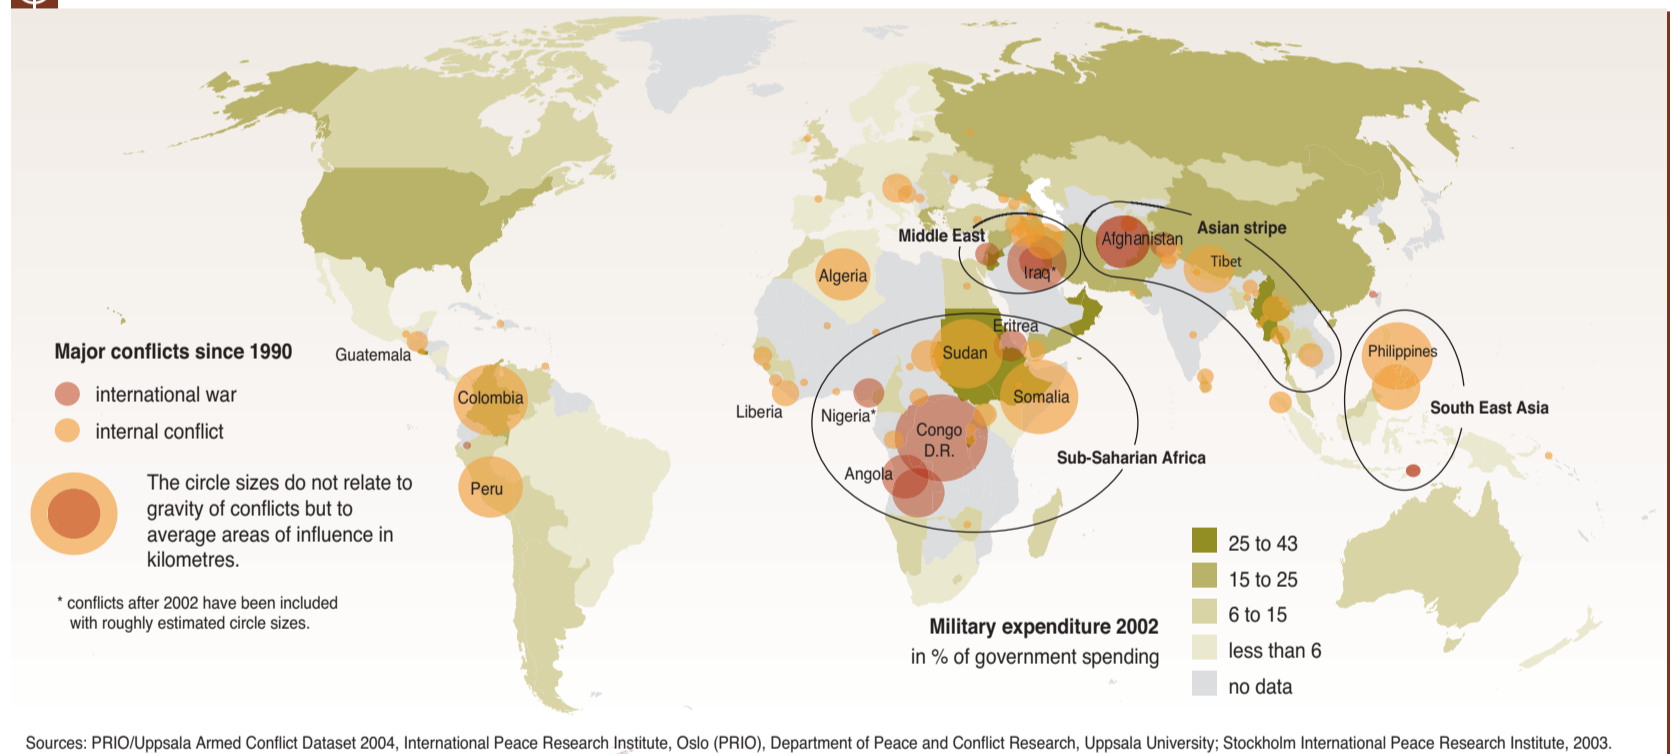 Middle East
Asian stripe
Afghanistan
Tibet
Iraq*
Algeria
Eritrea
Sudan
Guatemala
Major conflicts since 1990
international war
internal conflict
Colombia
Somalia
Philippines
South East Asia
Liberia
Nigeria*
Congo
D.R.
Sub-Saharian Africa
Angola
Peru
The circle sizes do not relate to
gravity of conflicts but to
average areas of influence in
kilometres.
* conflicts after 2002 have been included
with roughly estimated circle sizes.
Military expenditure 2002
in % of government spending
25 to 43
15 to 25
6 to 15
less than 6
no data
Sources: PRIO/Uppsala Armed Conflict Dataset 2004, International Peace Research Institute, Oslo (PRIO), Department of Peace and Conflict Research, Uppsala University; Stockholm International Peace Research Institute, 2003.